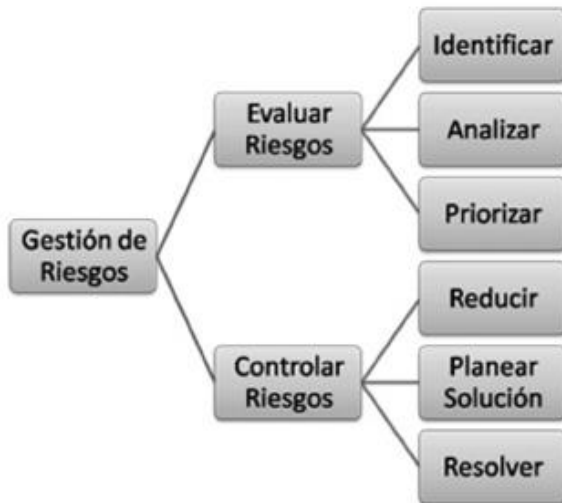 Identificar
Evaluar
Riesgos
Analizar
Priorizar
Gestión de
Riesgos
Reducir
Controlar
Riesgos
Planear
Solución
Resolver